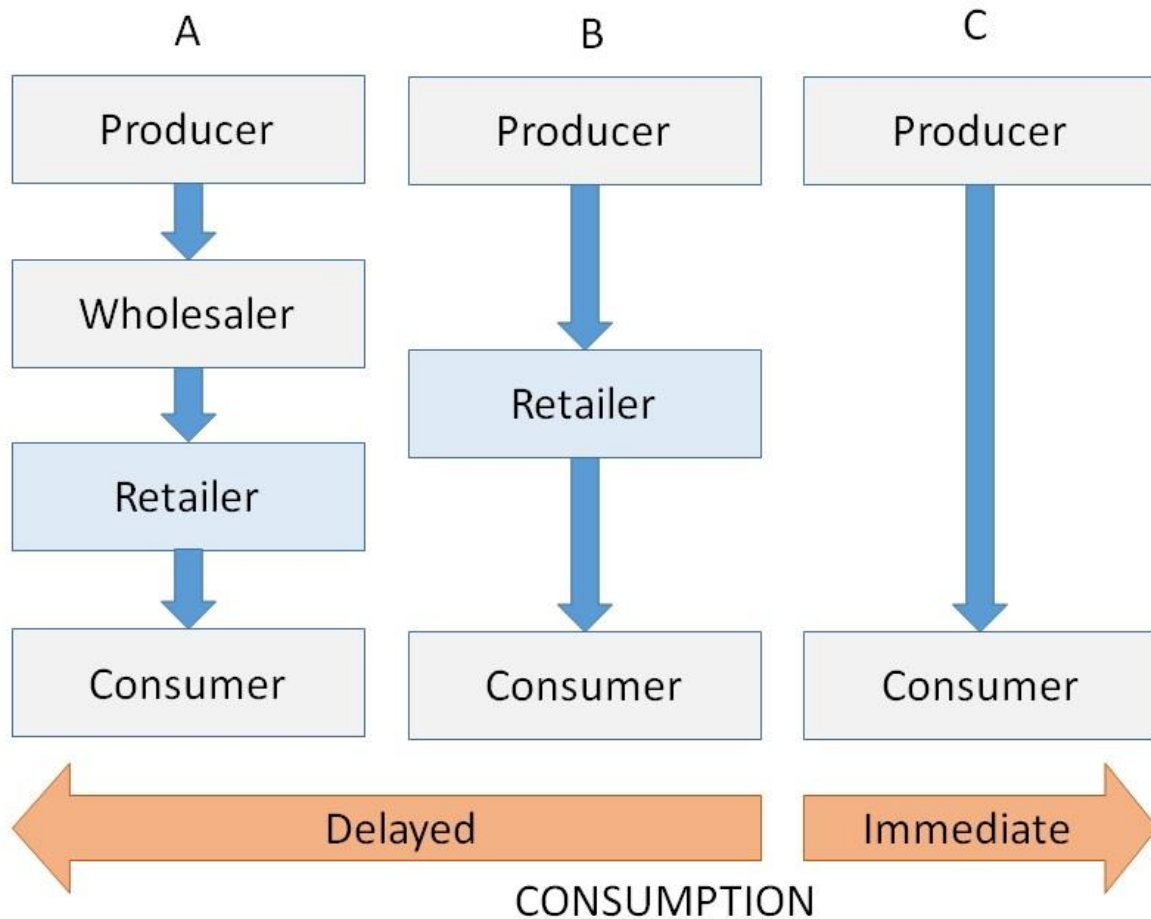 A
B
C
Producer
Producer
Producer
Wholesaler
Retailer
Retailer
Consumer
Consumer
Consumer
Delayed
Immediate
CONSUMPTION